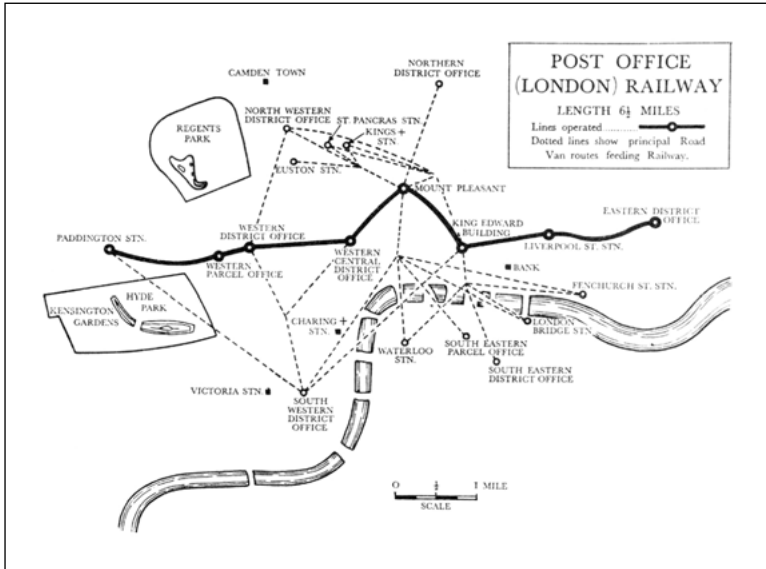 POST OFFICE
(LONDON) RAILWAY
LENGTH 6½ MILES
Lines operated
Dotted lines show principal Road
Van routes feeding Railway.
CAMDEN TOWN
NORTHERN
DISTRICT OFFICE
NORTH WESTERN
DISTRICT OFFICE
ST. PANCRAS STN.
KINGS +
STN.
REGENTS
PARK
EUSTON STN.
MOUNT PLEASANT
PADDINGTON STN.
WESTERN
DISTRICT OFFICE
WESTERN
PARCEL OFFICE
WESTERN
CENTRAL
DISTRICT
OFFICE
KING EDWARD
BUILDING
LIVERPOOL ST. STN.
EASTERN DISTRICT
OFFICE
BANK
FENCHURCH ST. STN.
HYDE
PARK
KENSINGTON
GARDENS
CHARING +
STN.
WATERLOO
STN.
SOUTH EASTERN
PARCEL OFFICE
LONDON
BRIDGE STN
SOUTH EASTERN
DISTRICT OFFICE
VICTORIA STN.
SOUTH
WESTERN
DISTRICT
OFFICE
0 ½ 1 MILE
SCALE